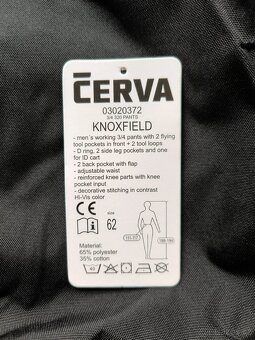 ČERVA
03020372
3/4 320 PANTS
KNOXFIELD
- men´s working 3/4 pants with 2 flying
tool pockets in front + 2 tool loops
- D ring, 2 side leg pockets and one
for ID cart
- 2 back pocket with flap
- adjustable waist
- reinforced knee parts with knee
pocket input
- decorative stitching in contrast
Hi-Vis color
CE
size
62
Material:
65% polyester
35% cotton
40